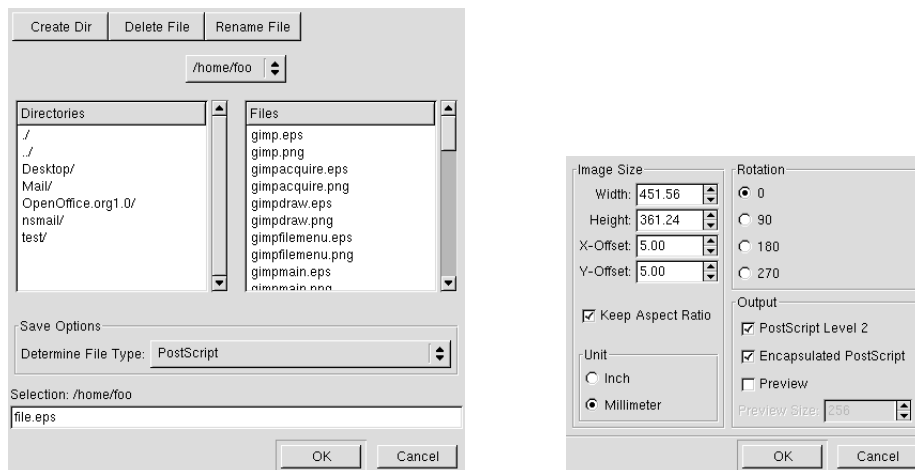 Create Dir Delete File Rename File
/home/foo
Directories
./
../
Desktop/
Mail/
OpenOffice.org1.0/
nsmail/
test/
Files
gimp.eps
gimp.png
gimpacquire.eps
gimpacquire.png
gimpdraw.eps
gimpdraw.png
gimpfilemenu.eps
gimpfilemenu.png
gimpmain.eps
gimpmain.png
Save Options
Determine File Type: PostScript
Selection: /home/foo
file.eps
OK Cancel
Image Size
Width: 451.56
Height: 361.24
X-Offset: 5.00
Y-Offset: 5.00
Keep Aspect Ratio
Unit
Inch
Millimeter
Rotation
0
90
180
270
Output
PostScript Level 2
Encapsulated PostScript
Preview
Preview Size: 256
OK Cancel